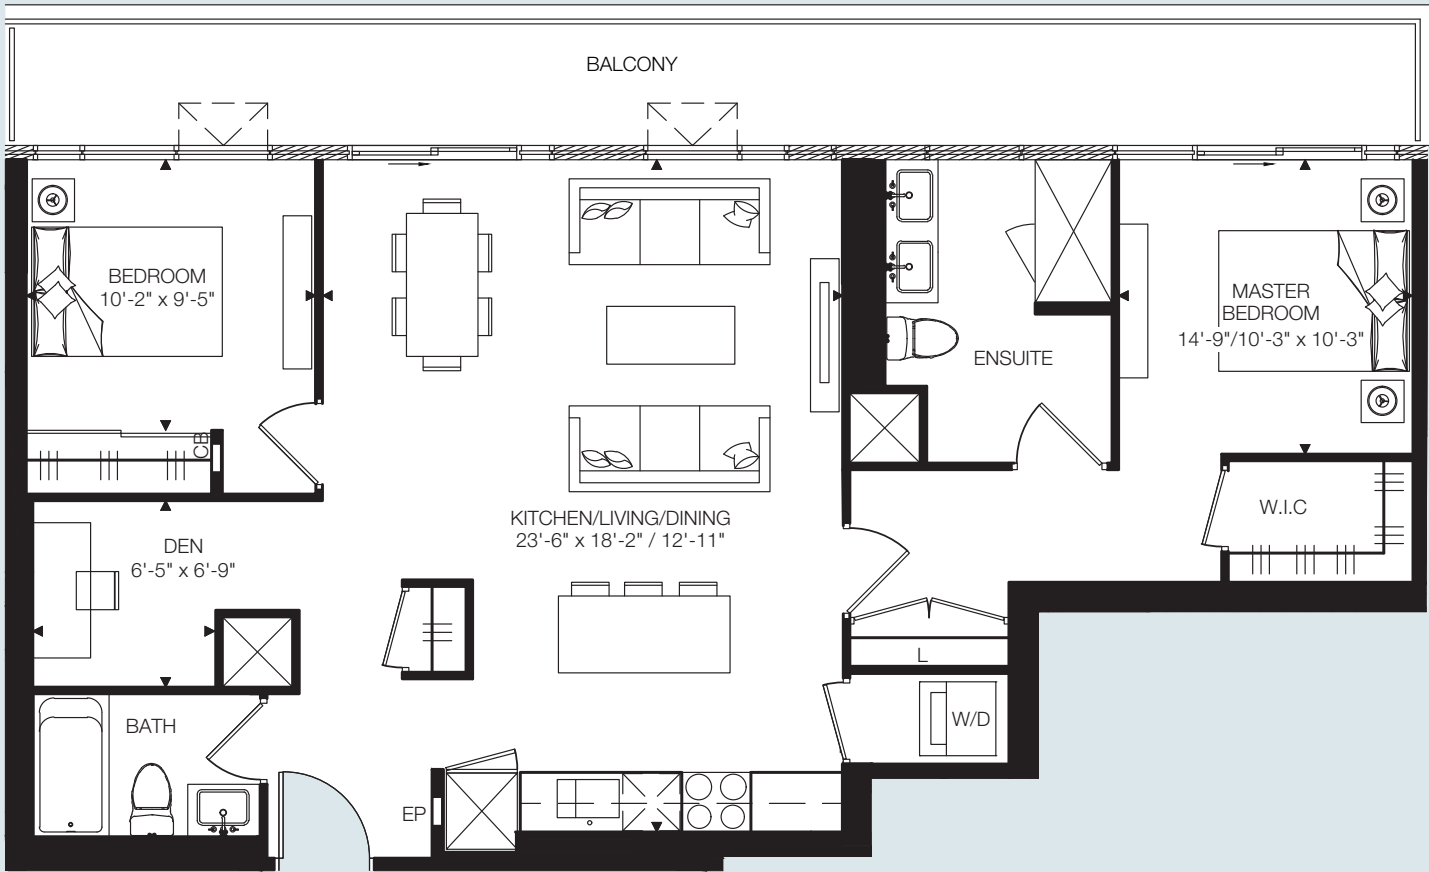 BALCONY
BEDROOM
10'-2" x 9'-5"
MASTER
BEDROOM
14'-9"/10'-3" x 10'-3"
ENSUITE
CB
KITCHEN/LIVING/DINING
23'-6" x 18'-2" / 12'-11"
W.I.C
DEN
6'-5" x 6'-9"
L
BATH
W/D
EP